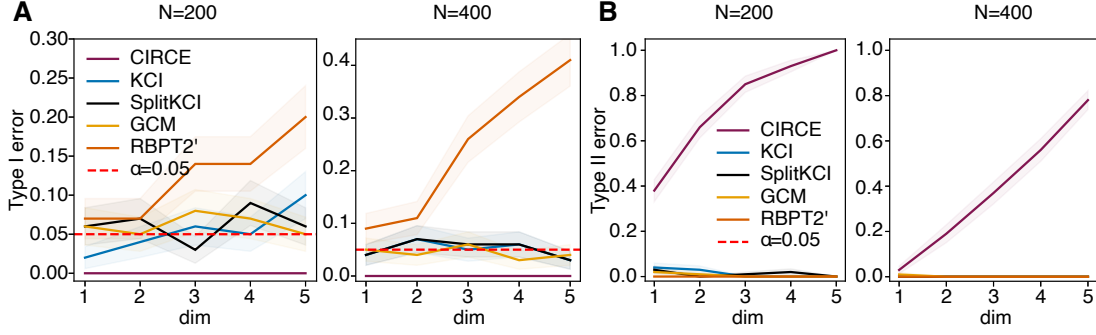 A
N=200
N=400
B
N=200
N=400
Type I error
0.30
0.25
0.20
0.15
0.10
0.05
0.00
CIRCE
KCI
SplitKCI
GCM
RBPT2'
α=0.05
1 2 3 4 5
dim
0.4
0.3
0.2
0.1
0.0
1 2 3 4 5
dim
Type II error
1.0
0.8
0.6
0.4
0.2
0.0
CIRCE
KCI
SplitKCI
GCM
RBPT2'
α=0.05
1 2 3 4 5
dim
1.0
0.8
0.6
0.4
0.2
0.0
1 2 3 4 5
dim